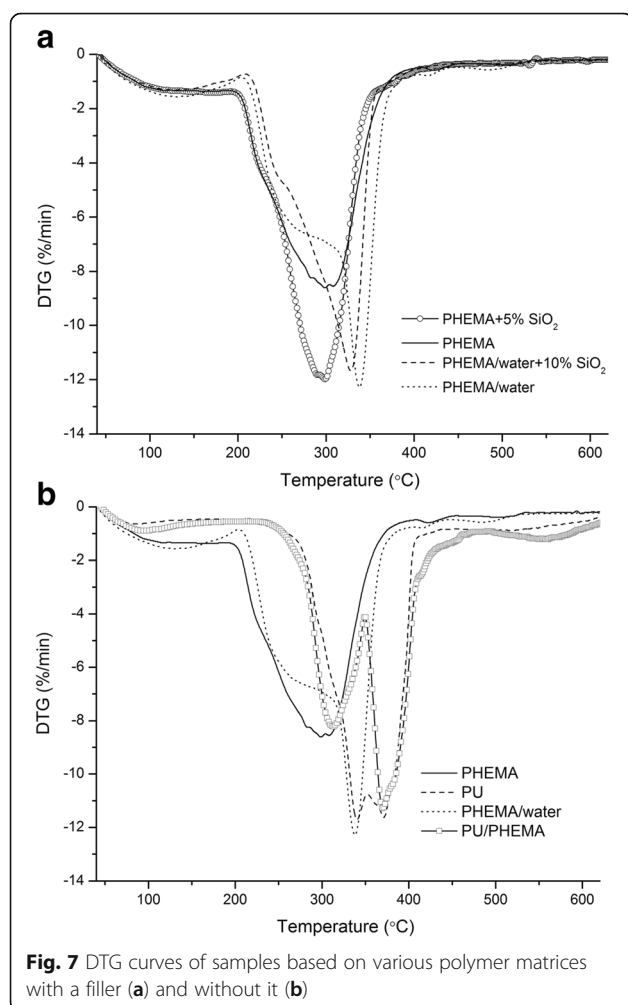 a
0
-2
-4
-6
-8
-10
-12
-14
DTG (%/min)
PHEMA+5% SiO₂
PHEMA
PHEMA/water+10% SiO₂
PHEMA/water
100 200 300 400 500 600
Temperature (°C)
b
0
-2
-4
-6
-8
-10
-12
-14
DTG (%/min)
PHEMA
PU
PHEMA/water
PU/PHEMA
100 200 300 400 500 600
Temperature (°C)
Fig. 7 DTG curves of samples based on various polymer matrices
with a filler (a) and without it (b)